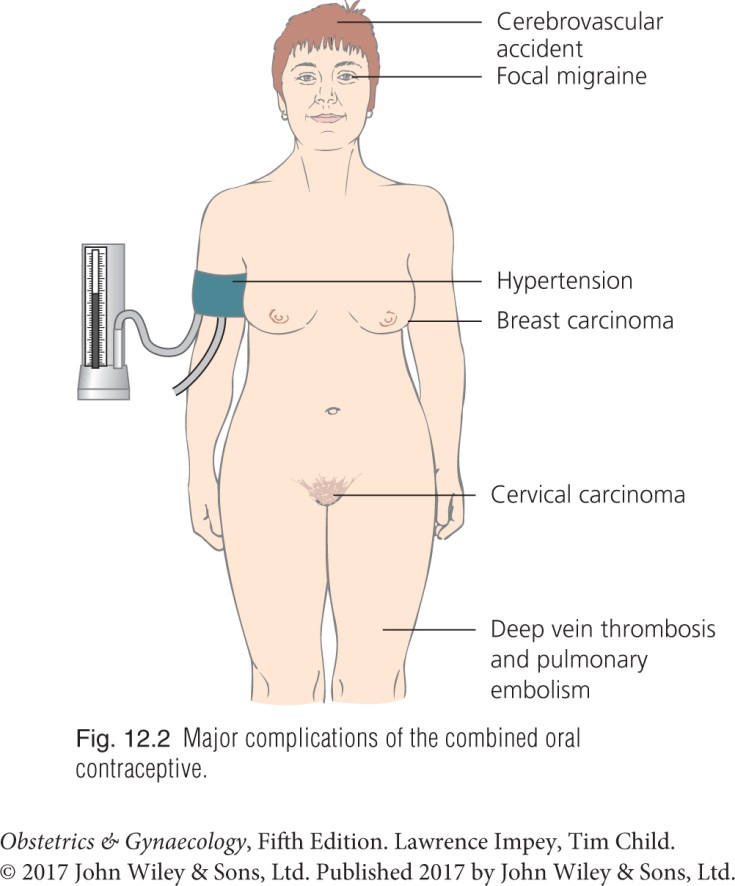 Cerebrovascular
accident
Focal migraine
Hypertension
Breast carcinoma
Cervical carcinoma
Deep vein thrombosis
and pulmonary
embolism
Fig. 12.2 Major complications of the combined oral
contraceptive.
Obstetrics & Gynaecology, Fifth Edition. Lawrence Impey, Tim Child.
© 2017 John Wiley & Sons, Ltd. Published 2017 by John Wiley & Sons, Ltd.